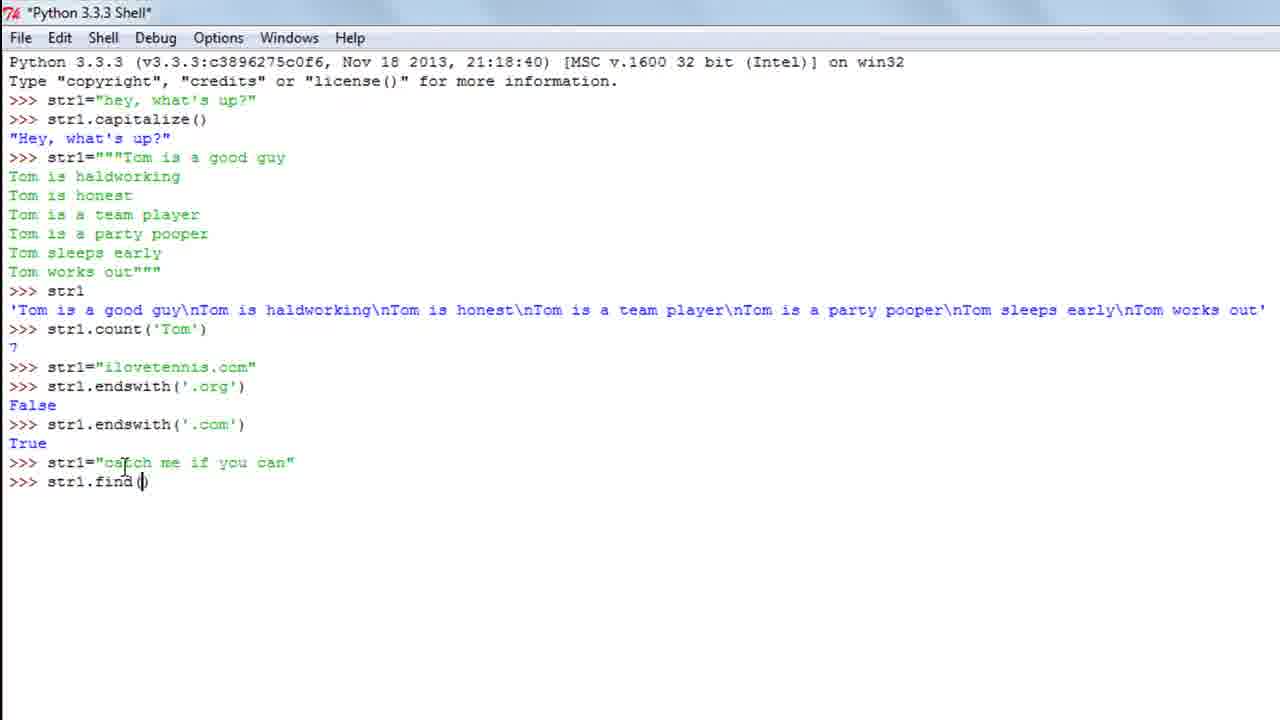 *Python 3.3.3 Shell*
File Edit Shell Debug Options Windows Help
Python 3.3.3 (v3.3.3:c3896275c0f6, Nov 18 2013, 21:18:40) [MSC v.1600 32 bit (Intel)] on win32
Type "copyright", "credits" or "license()" for more information.
>>> str1="hey, what's up?"
>>> str1.capitalize()
"Hey, what's up?"
>>> str1="""Tom is a good guy
Tom is haldworking
Tom is honest
Tom is a team player
Tom is a party pooper
Tom sleeps early
Tom works out"""
>>> str1
'Tom is a good guy\nTom is haldworking\nTom is honest\nTom is a team player\nTom is a party pooper\nTom sleeps early\nTom works out'
>>> str1.count('Tom')
7
>>> str1="ilovetennis.com"
>>> str1.endswith('.org')
False
>>> str1.endswith('.com')
True
>>> str1="catch me if you can"
>>> str1.find()